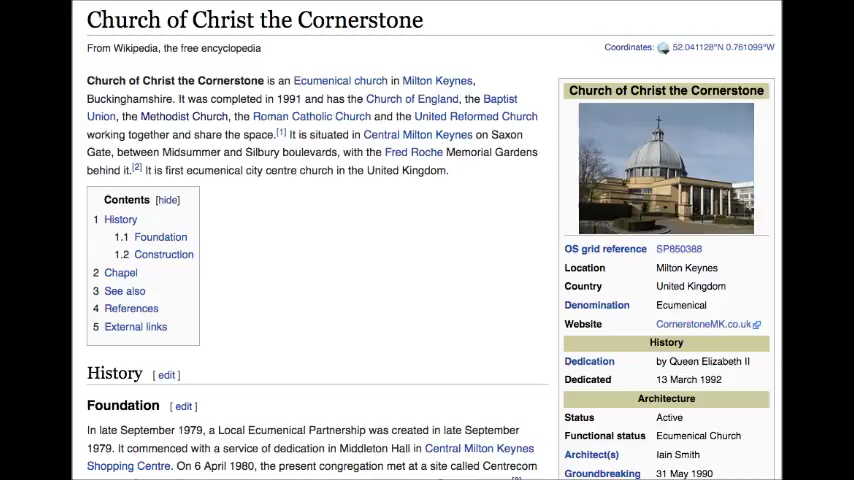 Church of Christ the Cornerstone
From Wikipedia, the free encyclopedia
Coordinates: 52.041128°N 0.761099°W
Church of Christ the Cornerstone is an Ecumenical church in Milton Keynes,
Buckinghamshire. It was completed in 1991 and has the Church of England, the Baptist
Union, the Methodist Church, the Roman Catholic Church and the United Reformed Church
working together and share the space.[1] It is situated in Central Milton Keynes on Saxon
Gate, between Midsummer and Silbury boulevards, with the Fred Roche Memorial Gardens
behind it.[2] It is first ecumenical city centre church in the United Kingdom.
Contents [hide]
1 History
1.1 Foundation
1.2 Construction
2 Chapel
3 See also
4 References
5 External links
History [ edit ]
Foundation [ edit ]
In late September 1979, a Local Ecumenical Partnership was created in late September
1979. It commenced with a service of dedication in Middleton Hall in Central Milton Keynes
Shopping Centre. On 6 April 1980, the present congregation met at a site called Centrecom
Church of Christ the Cornerstone
OS grid reference SP850388
Location Milton Keynes
Country United Kingdom
Denomination Ecumenical
Website CornerstoneMK.co.uk
History
Dedication by Queen Elizabeth II
Dedicated 13 March 1992
Architecture
Status Active
Functional status Ecumenical Church
Architect(s) Iain Smith
Groundbreaking 31 May 1990